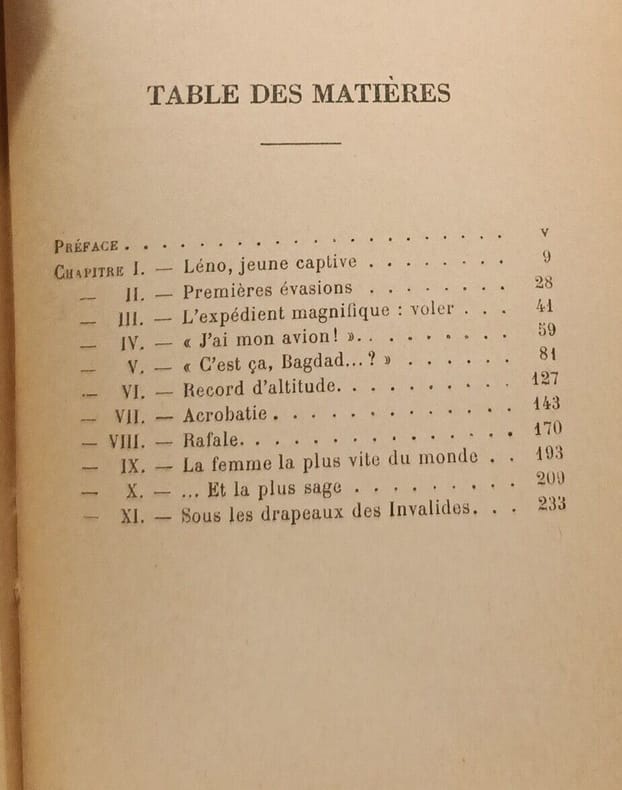 TABLE DES MATIÈRES
PRÉFACE . . . . . . . . . . . . . . . . . . . . . v
CHAPITRE I. — Léno, jeune captive . . . . . . . . 9
— II. — Premières évasions . . . . . . . . 28
— III. — L'expédient magnifique : voler . . . 41
— IV. — « J'ai mon avion! ». . . . . . . . 59
— V. — « C'est ça, Bagdad...? » . . . . . . 81
— VI. — Record d'altitude. . . . . . . . . . 127
— VII. — Acrobatie . . . . . . . . . . . . . 143
— VIII. — Rafale. . . . . . . . . . . . . . 170
— IX. — La femme la plus vite du monde . . 193
— X. — ... Et la plus sage . . . . . . . . . 209
— XI. — Sous les drapeaux des Invalides. . . 233